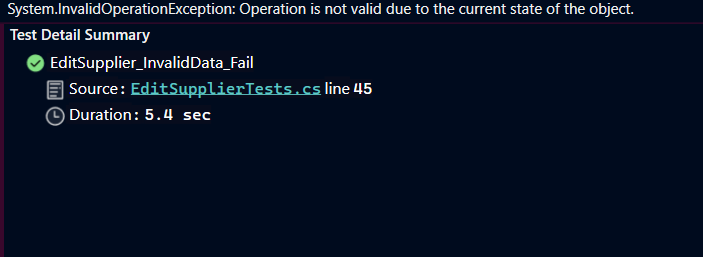 System.InvalidOperationException: Operation is not valid due to the current state of the object.
Test Detail Summary
EditSupplier_InvalidData_Fail
Source: EditSupplierTests.cs line 45
Duration: 5.4 sec